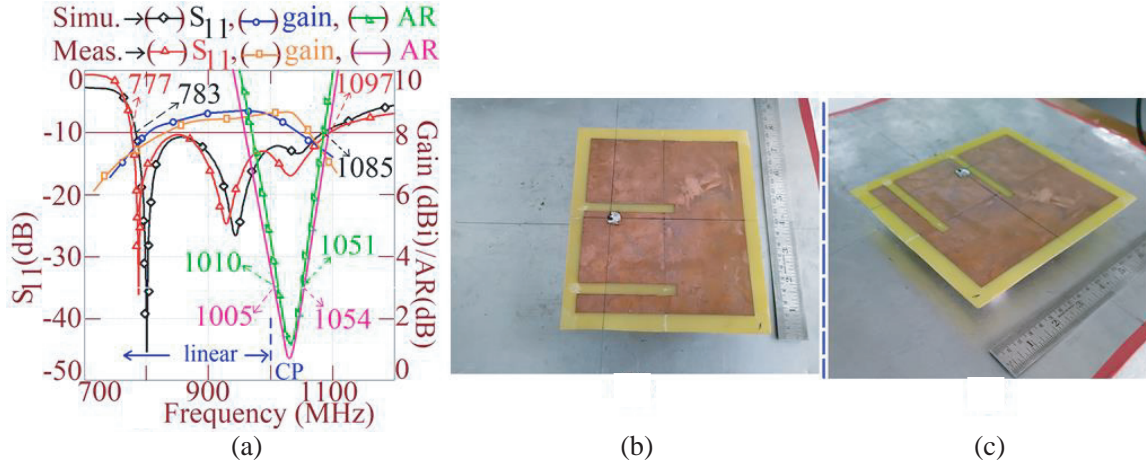 Simu.→(-◇-) S11, (-○-) gain, (-△-) AR
Meas.→(-△-) S11, (-□-) gain, (—) AR
0
-10
-20
-30
-40
-50
S11(dB)
777
783
1097
1085
1010
1051
1005
1054
linear
CP
10
8
6
4
2
0
Gain (dBi)/AR(dB)
700
900
1100
Frequency (MHz)
(a)
(b)
(c)